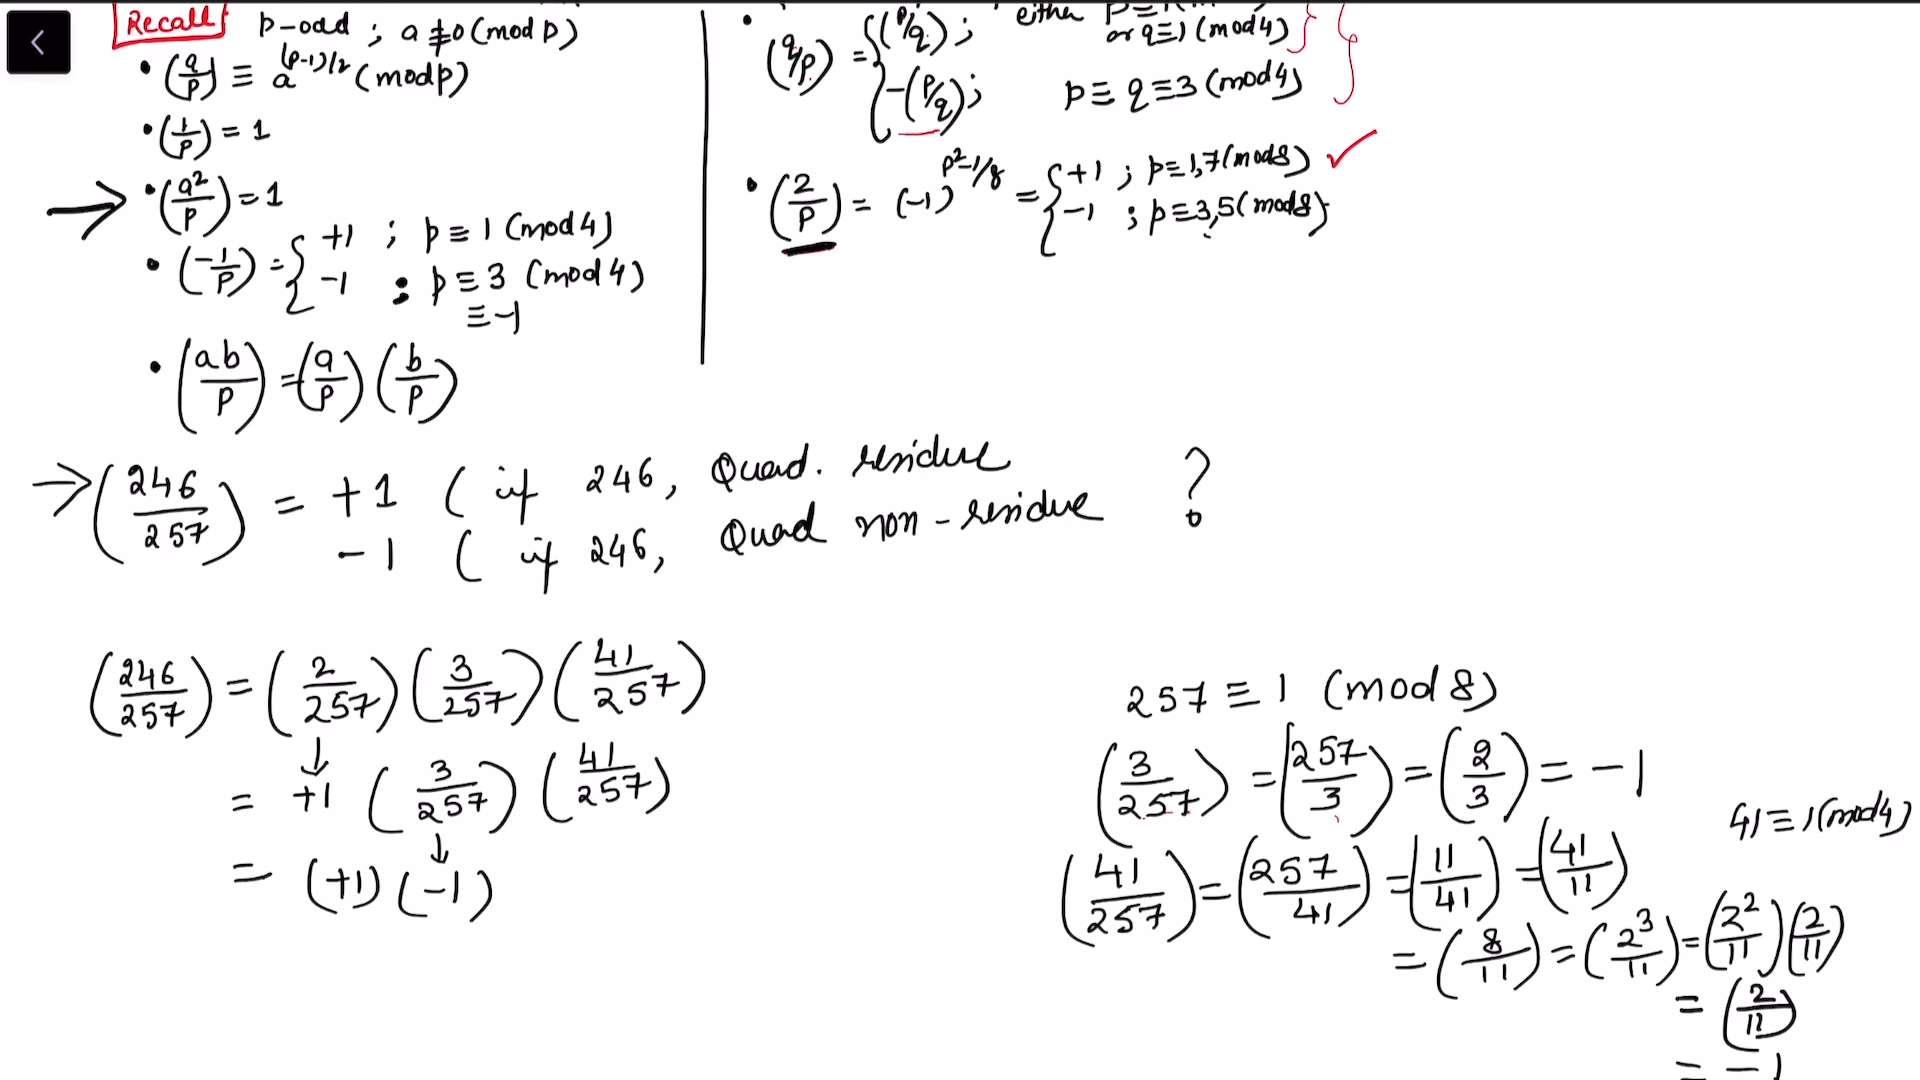 Recall p-odd ; a≢0 (mod p)
• (a/p) ≡ a^(p-1)/2 (mod p)
• (1/p) = 1
→ • (a²/p) = 1
• (-1/p) = { +1 ; p ≡ 1 (mod 4)
-1 ; p ≡ 3 (mod 4)
≡ -1
• (ab/p) = (a/p) (b/p)
• (q/p) = { (p/q) ; either
or q≡1 (mod 4)
-(p/q) ; p ≡ q ≡ 3 (mod 4)
• (2/p) = (-1)^p²-1/8 = { +1 ; p≡1,7 (mod 8) ✓
-1 ; p≡3,5 (mod 8)
→ (246/257) = +1 ( if 246, Quad. residue ?
-1 ( if 246, Quad non-residue
(246/257) = (2/257) (3/257) (41/257)
↓
= +1 (3/257) (41/257)
↓
= (+1) (-1)
257 ≡ 1 (mod 8)
(3/257) = (257/3) = (2/3) = -1
41 ≡ 1 (mod 4)
(41/257) = (257/41) = (11/41) = (41/11)
= (8/11) = (2³/11) = (2²/11) (2/11)
= (2/11)
= -1